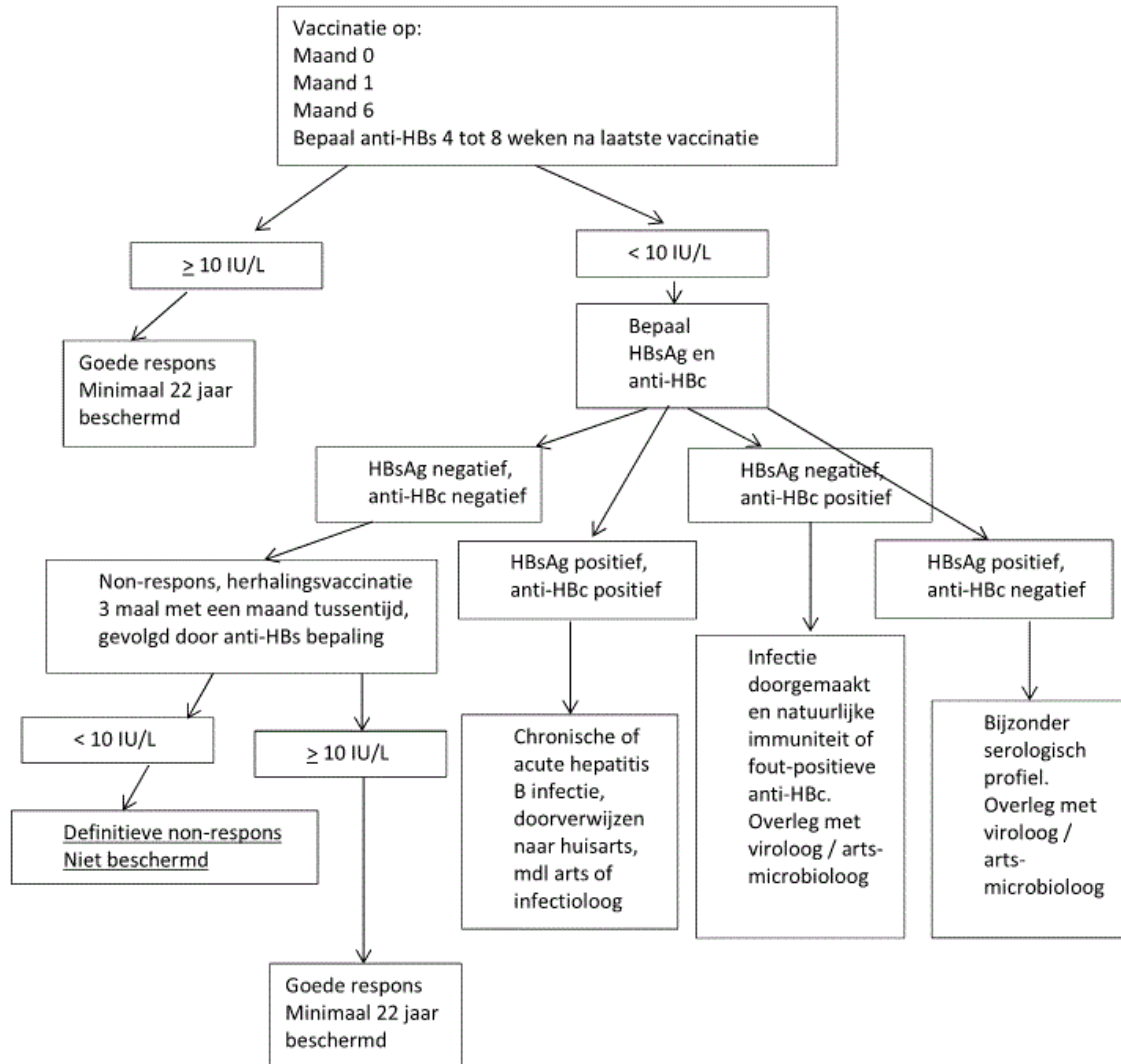 Vaccinatie op:
Maand 0
Maand 1
Maand 6
Bepaal anti-HBs 4 tot 8 weken na laatste vaccinatie
≥ 10 IU/L
< 10 IU/L
Goede respons
Minimaal 22 jaar
beschermd
Bepaal
HBsAg en
anti-HBc
HBsAg negatief,
anti-HBc negatief
HBsAg negatief,
anti-HBc positief
HBsAg positief,
anti-HBc positief
HBsAg positief,
anti-HBc negatief
Non-respons, herhalingsvaccinatie
3 maal met een maand tussentijd,
gevolgd door anti-HBs bepaling
< 10 IU/L
≥ 10 IU/L
Definitieve non-respons
Niet beschermd
Chronische of
acute hepatitis
B infectie,
doorverwijzen
naar huisarts,
mdl arts of
infectioloog
Infectie
doorgemaakt
en natuurlijke
immuniteit of
fout-positieve
anti-HBc.
Overleg met
viroloog / arts-
microbioloog
Bijzonder
serologisch
profiel.
Overleg met
viroloog /
arts-
microbioloog
Goede respons
Minimaal 22 jaar
beschermd